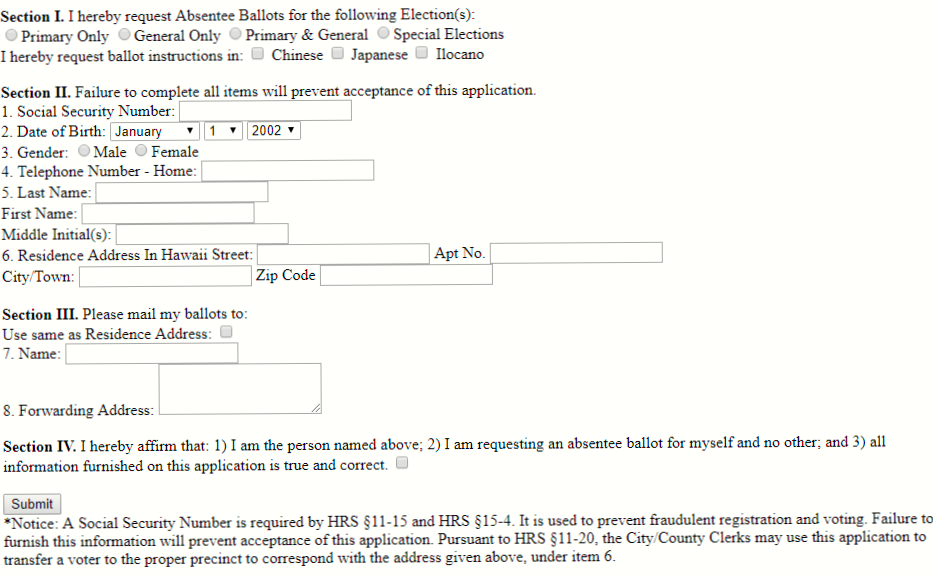 Section I. I hereby request Absentee Ballots for the following Election(s):
Primary Only General Only Primary & General Special Elections
I hereby request ballot instructions in: Chinese Japanese Ilocano
Section II. Failure to complete all items will prevent acceptance of this application.
1. Social Security Number:
2. Date of Birth: January 1 2002
3. Gender: Male Female
4. Telephone Number - Home:
5. Last Name:
First Name:
Middle Initial(s):
6. Residence Address In Hawaii Street: Apt No.
City/Town: Zip Code
Section III. Please mail my ballots to:
Use same as Residence Address:
7. Name:
8. Forwarding Address:
Section IV. I hereby affirm that: 1) I am the person named above; 2) I am requesting an absentee ballot for myself and no other; and 3) all
information furnished on this application is true and correct.
Submit
*Notice: A Social Security Number is required by HRS §11-15 and HRS §15-4. It is used to prevent fraudulent registration and voting. Failure to
furnish this information will prevent acceptance of this application. Pursuant to HRS §11-20, the City/County Clerks may use this application to
transfer a voter to the proper precinct to correspond with the address given above, under item 6.